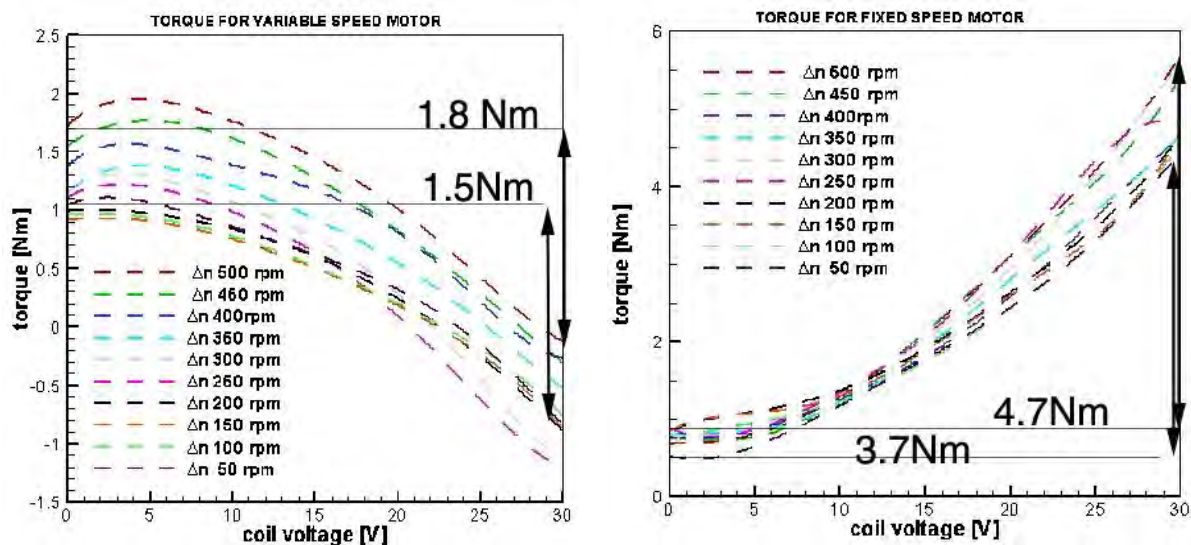 TORQUE FOR VARIABLE SPEED MOTOR
2.5
2
1.5
1
0.5
0
-0.5
-1
-1.5
torque [Nm]
1.8 Nm
1.5Nm
Δn 500 rpm
Δn 450 rpm
Δn 400rpm
Δn 350 rpm
Δn 300 rpm
Δn 250 rpm
Δn 200 rpm
Δn 150 rpm
Δn 100 rpm
Δn 50 rpm
0 5 10 15 20 25 30
coil voltage [V]
TORQUE FOR FIXED SPEED MOTOR
6
4
2
0
torque [Nm]
Δn 500 rpm
Δn 450 rpm
Δn 400rpm
Δn 350 rpm
Δn 300 rpm
Δn 250 rpm
Δn 200 rpm
Δn 150 rpm
Δn 100 rpm
Δn 50 rpm
4.7Nm
3.7Nm
0 5 10 15 20 25 30
coil voltage [V]